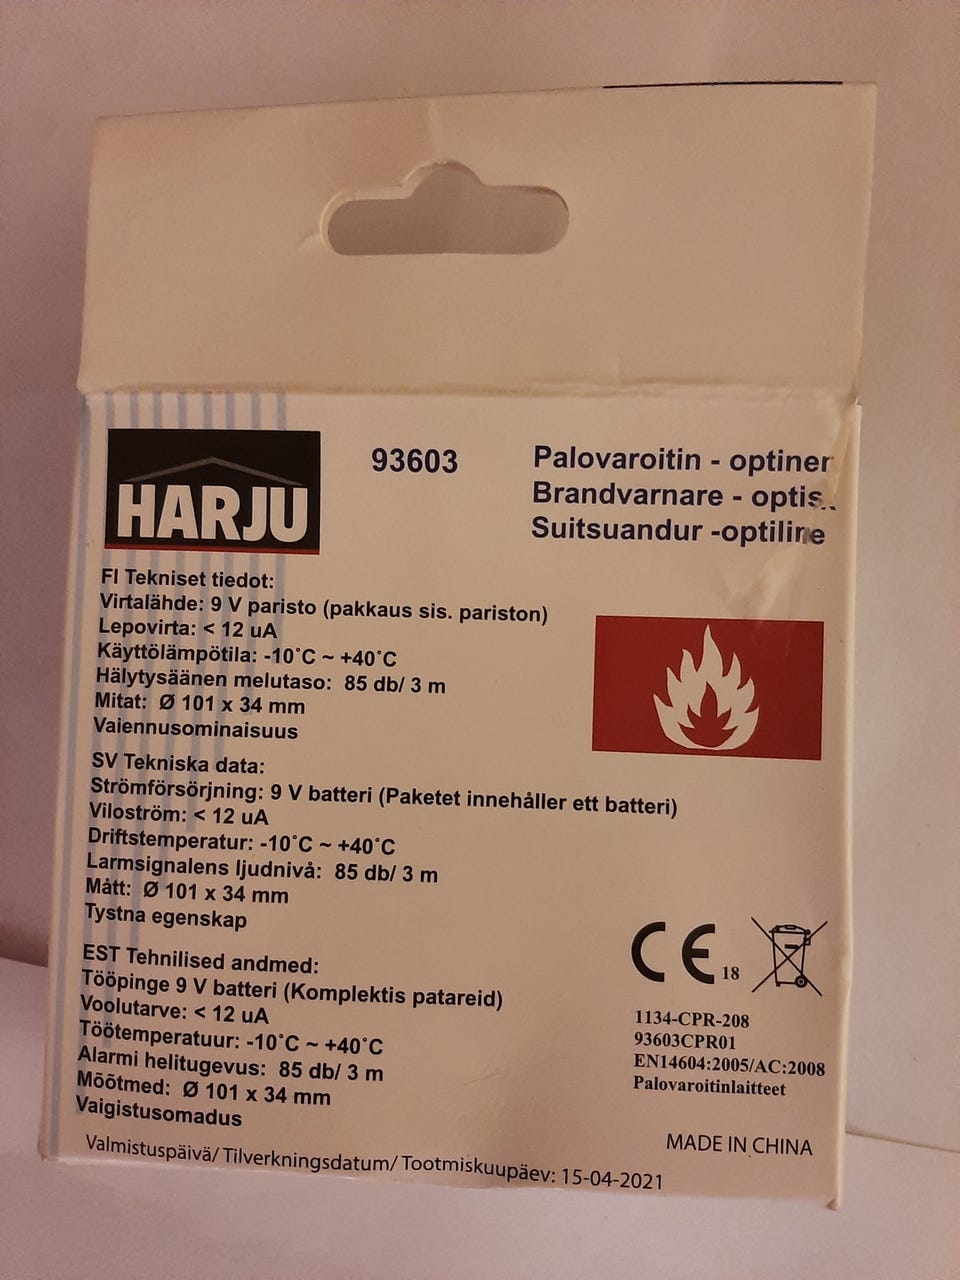 HARJU
93603
Palovaroitin - optinen
Brandvarnare -
Suitsuandur -optiline
FI Tekniset tiedot:
Virtalähde: 9 V paristo (pakkaus sis. pariston)
Lepovirta: < 12 uA
Käyttölämpötila: -10°C ~ +40°C
Hälytysäänen melutaso: 85 db/ 3 m
Mitat: Ø 101 x 34 mm
Vaiennusominaisuus
SV Tekniska data:
Strömförsörjning: 9 V batteri (Paketet innehåller ett batteri)
Viloström: < 12 uA
Driftstemperatur: -10°C ~ +40°C
Larmsignalens ljudnivå: 85 db/ 3 m
Mått: Ø 101 x 34 mm
Tystna egenskap
EST Tehnilised andmed:
Tööpinge 9 V batteri (Komplektis patareid)
Voolutarve: < 12 uA
Töötemperatuur: -10°C ~ +40°C
Alarmi helitugevus: 85 db/ 3 m
Mõõtmed: Ø 101 x 34 mm
Vaigistusomadus
CE 18
1134-CPR-208
93603CPR01
EN14604:2005/AC:2008
Palovaroitinlaitteet
MADE IN CHINA
Valmistuspäivä/ Tilverkningsdatum/ Tootmiskuupäev: 15-04-2021